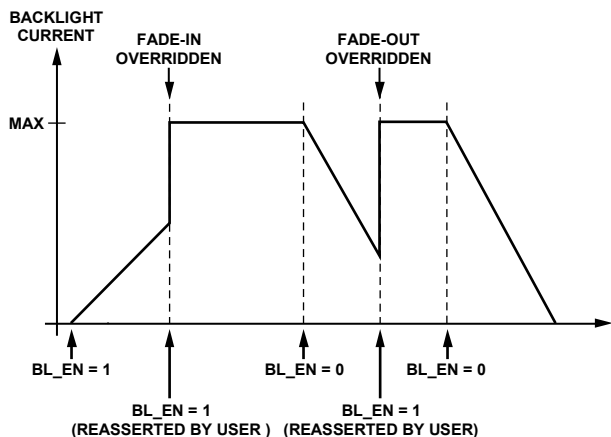 BACKLIGHT
CURRENT
FADE-IN
OVERRIDDEN
FADE-OUT
OVERRIDDEN
MAX
BL_EN = 1
BL_EN = 0
BL_EN = 0
BL_EN = 1
(REASSERTED BY USER )
BL_EN = 1
(REASSERTED BY USER)